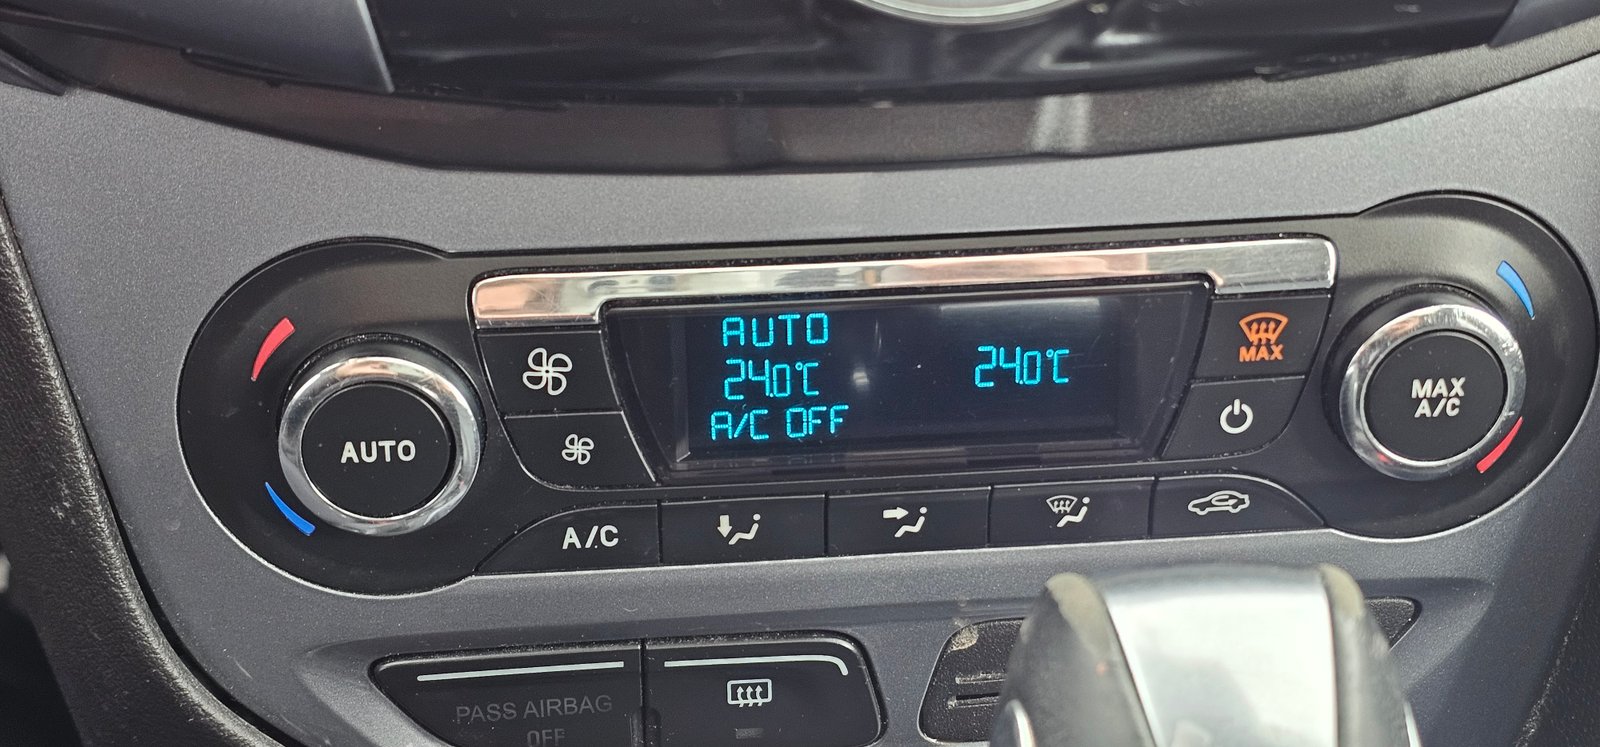 AUTO
24.0°C
24.0°C
A/C OFF
MAX
AUTO
MAX
A/C
A/C
PASS AIRBAG
OFF